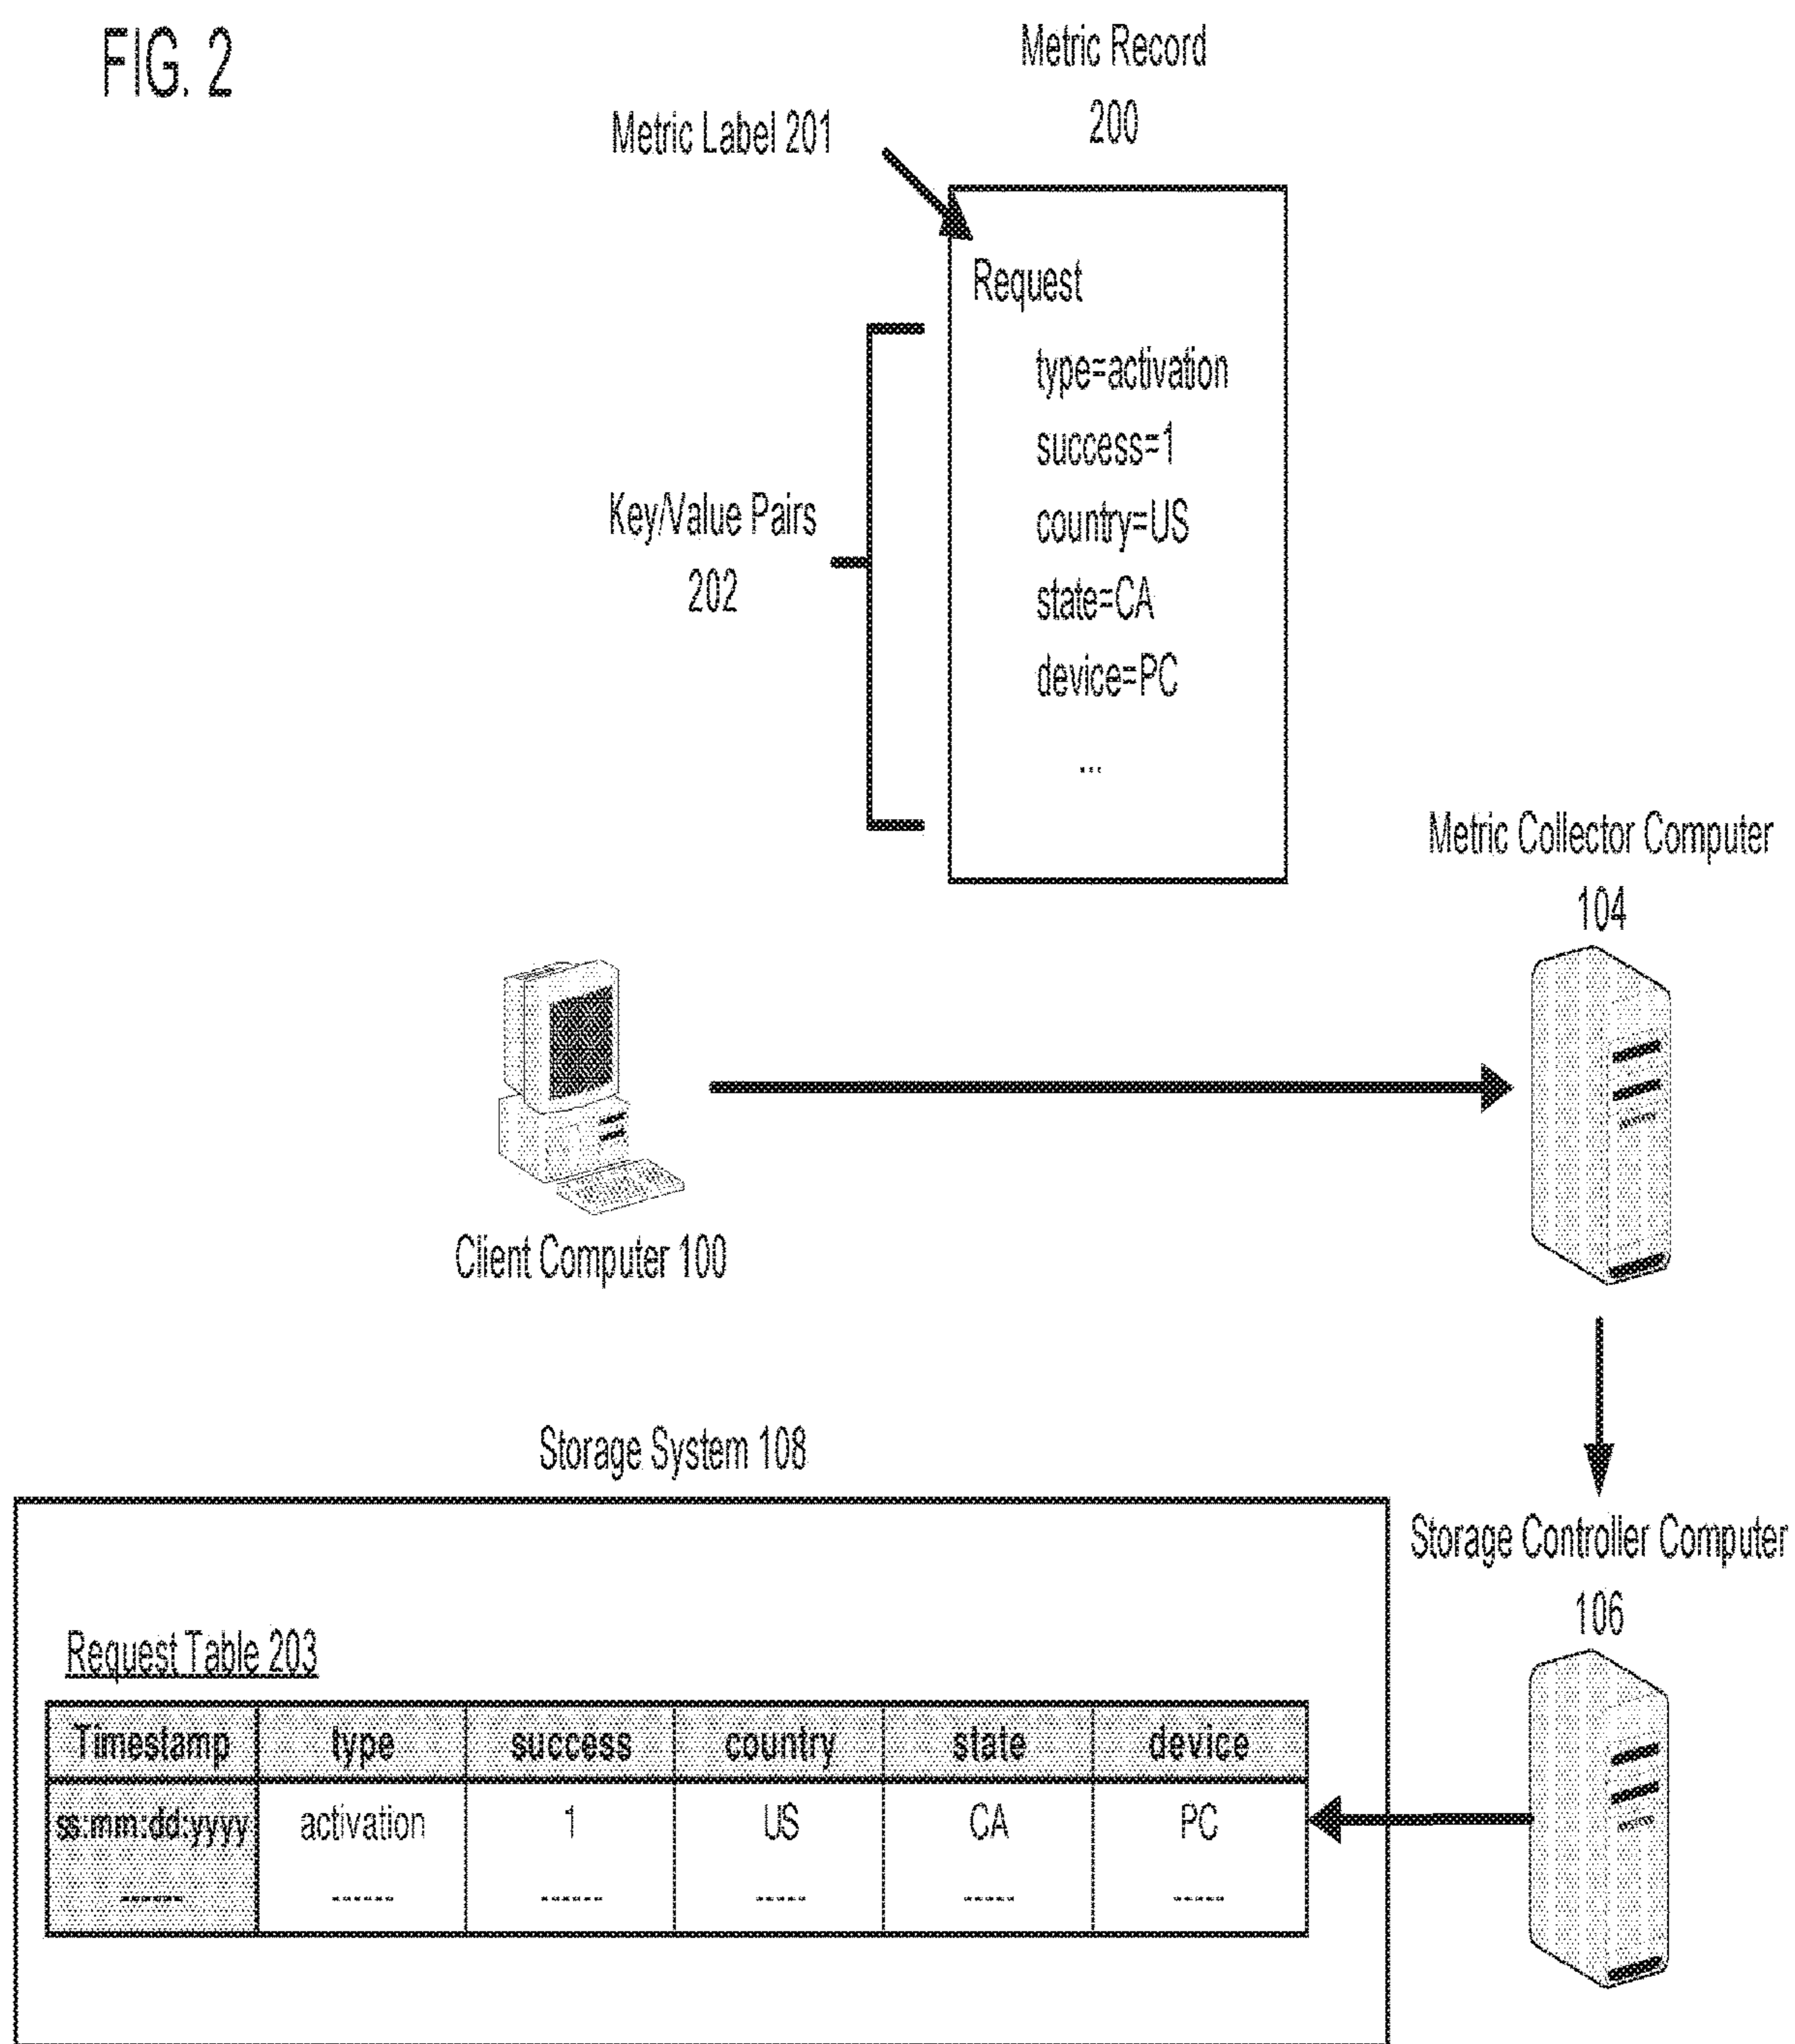 FIG. 2
Metric Record
200
Metric Label 201
Request
type=activation
success=1
country=US
state=CA
device=PC
...
Key/Value Pairs
202
Metric Collector Computer
104
Client Computer 100
Storage System 108
Storage Controller Computer
106
Request Table 203
Timestamp type success country state device
ss:mm:dd:yyyy activation 1 US CA PC
------ ------ ------ ----- ----- -----